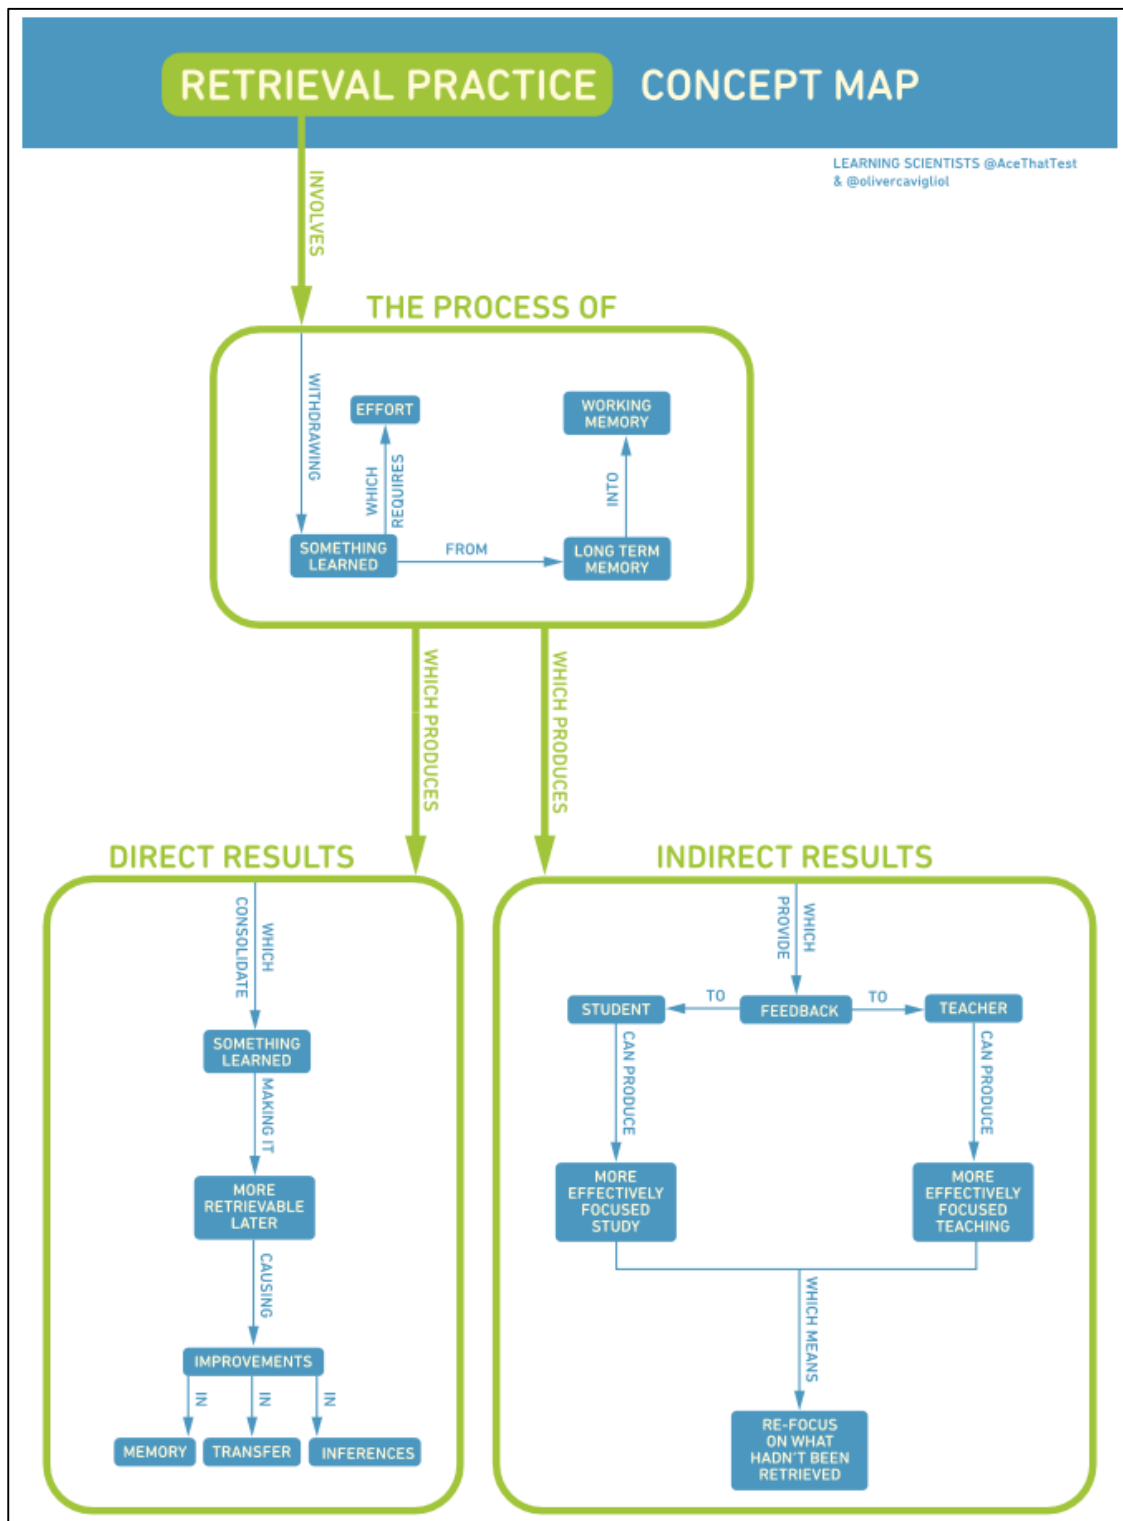 RETRIEVAL PRACTICE CONCEPT MAP
LEARNING SCIENTISTS @AceThatTest
& @olivercavigliol
INVOLVES
THE PROCESS OF
WITHDRAWING
SOMETHING
LEARNED
WHICH
REQUIRES
EFFORT
FROM
LONG TERM
MEMORY
INTO
WORKING
MEMORY
WHICH PRODUCES
WHICH PRODUCES
DIRECT RESULTS
WHICH
CONSOLIDATE
SOMETHING
LEARNED
MAKING IT
MORE
RETRIEVABLE
LATER
CAUSING
IMPROVEMENTS
IN
IN
IN
MEMORY
TRANSFER
INFERENCES
INDIRECT RESULTS
WHICH
PROVIDE
FEEDBACK
TO
STUDENT
TO
TEACHER
CAN PRODUCE
MORE
EFFECTIVELY
FOCUSED
STUDY
CAN PRODUCE
MORE
EFFECTIVELY
FOCUSED
TEACHING
WHICH MEANS
RE-FOCUS
ON WHAT
HADN'T BEEN
RETRIEVED